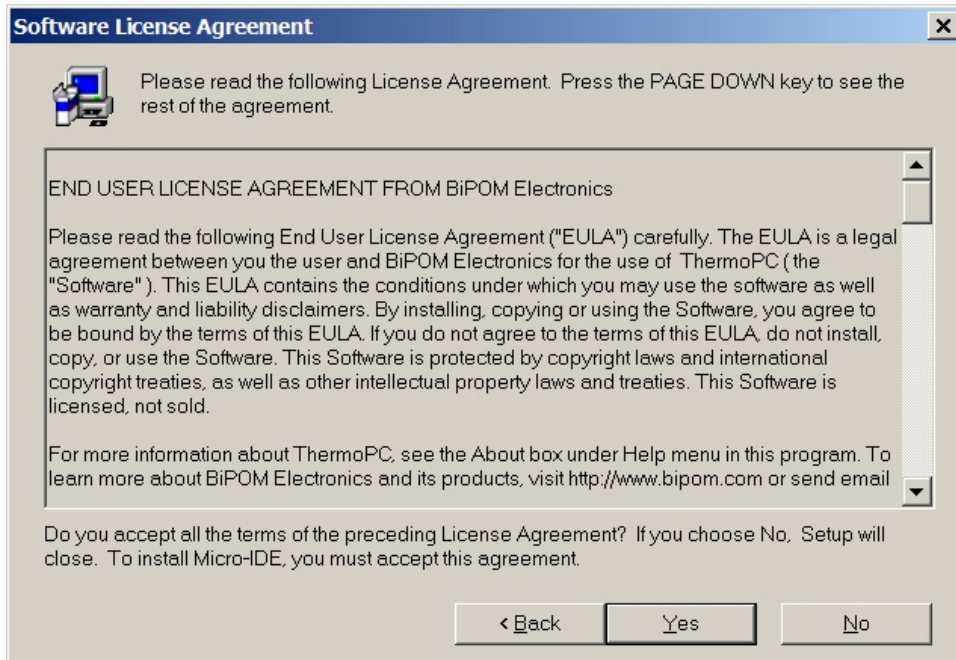 Software License Agreement
Please read the following License Agreement. Press the PAGE DOWN key to see the
rest of the agreement.
END USER LICENSE AGREEMENT FROM BiPOM Electronics
Please read the following End User License Agreement ("EULA") carefully. The EULA is a legal
agreement between you the user and BiPOM Electronics for the use of ThermoPC ( the
"Software" ). This EULA contains the conditions under which you may use the software as well
as warranty and liability disclaimers. By installing, copying or using the Software, you agree to
be bound by the terms of this EULA. If you do not agree to the terms of this EULA, do not install,
copy, or use the Software. This Software is protected by copyright laws and international
copyright treaties, as well as other intellectual property laws and treaties. This Software is
licensed, not sold.
For more information about ThermoPC, see the About box under Help menu in this program. To
learn more about BiPOM Electronics and its products, visit http://www.bipom.com or send email
Do you accept all the terms of the preceding License Agreement? If you choose No, Setup will
close. To install Micro-IDE, you must accept this agreement.
< Back
Yes
No